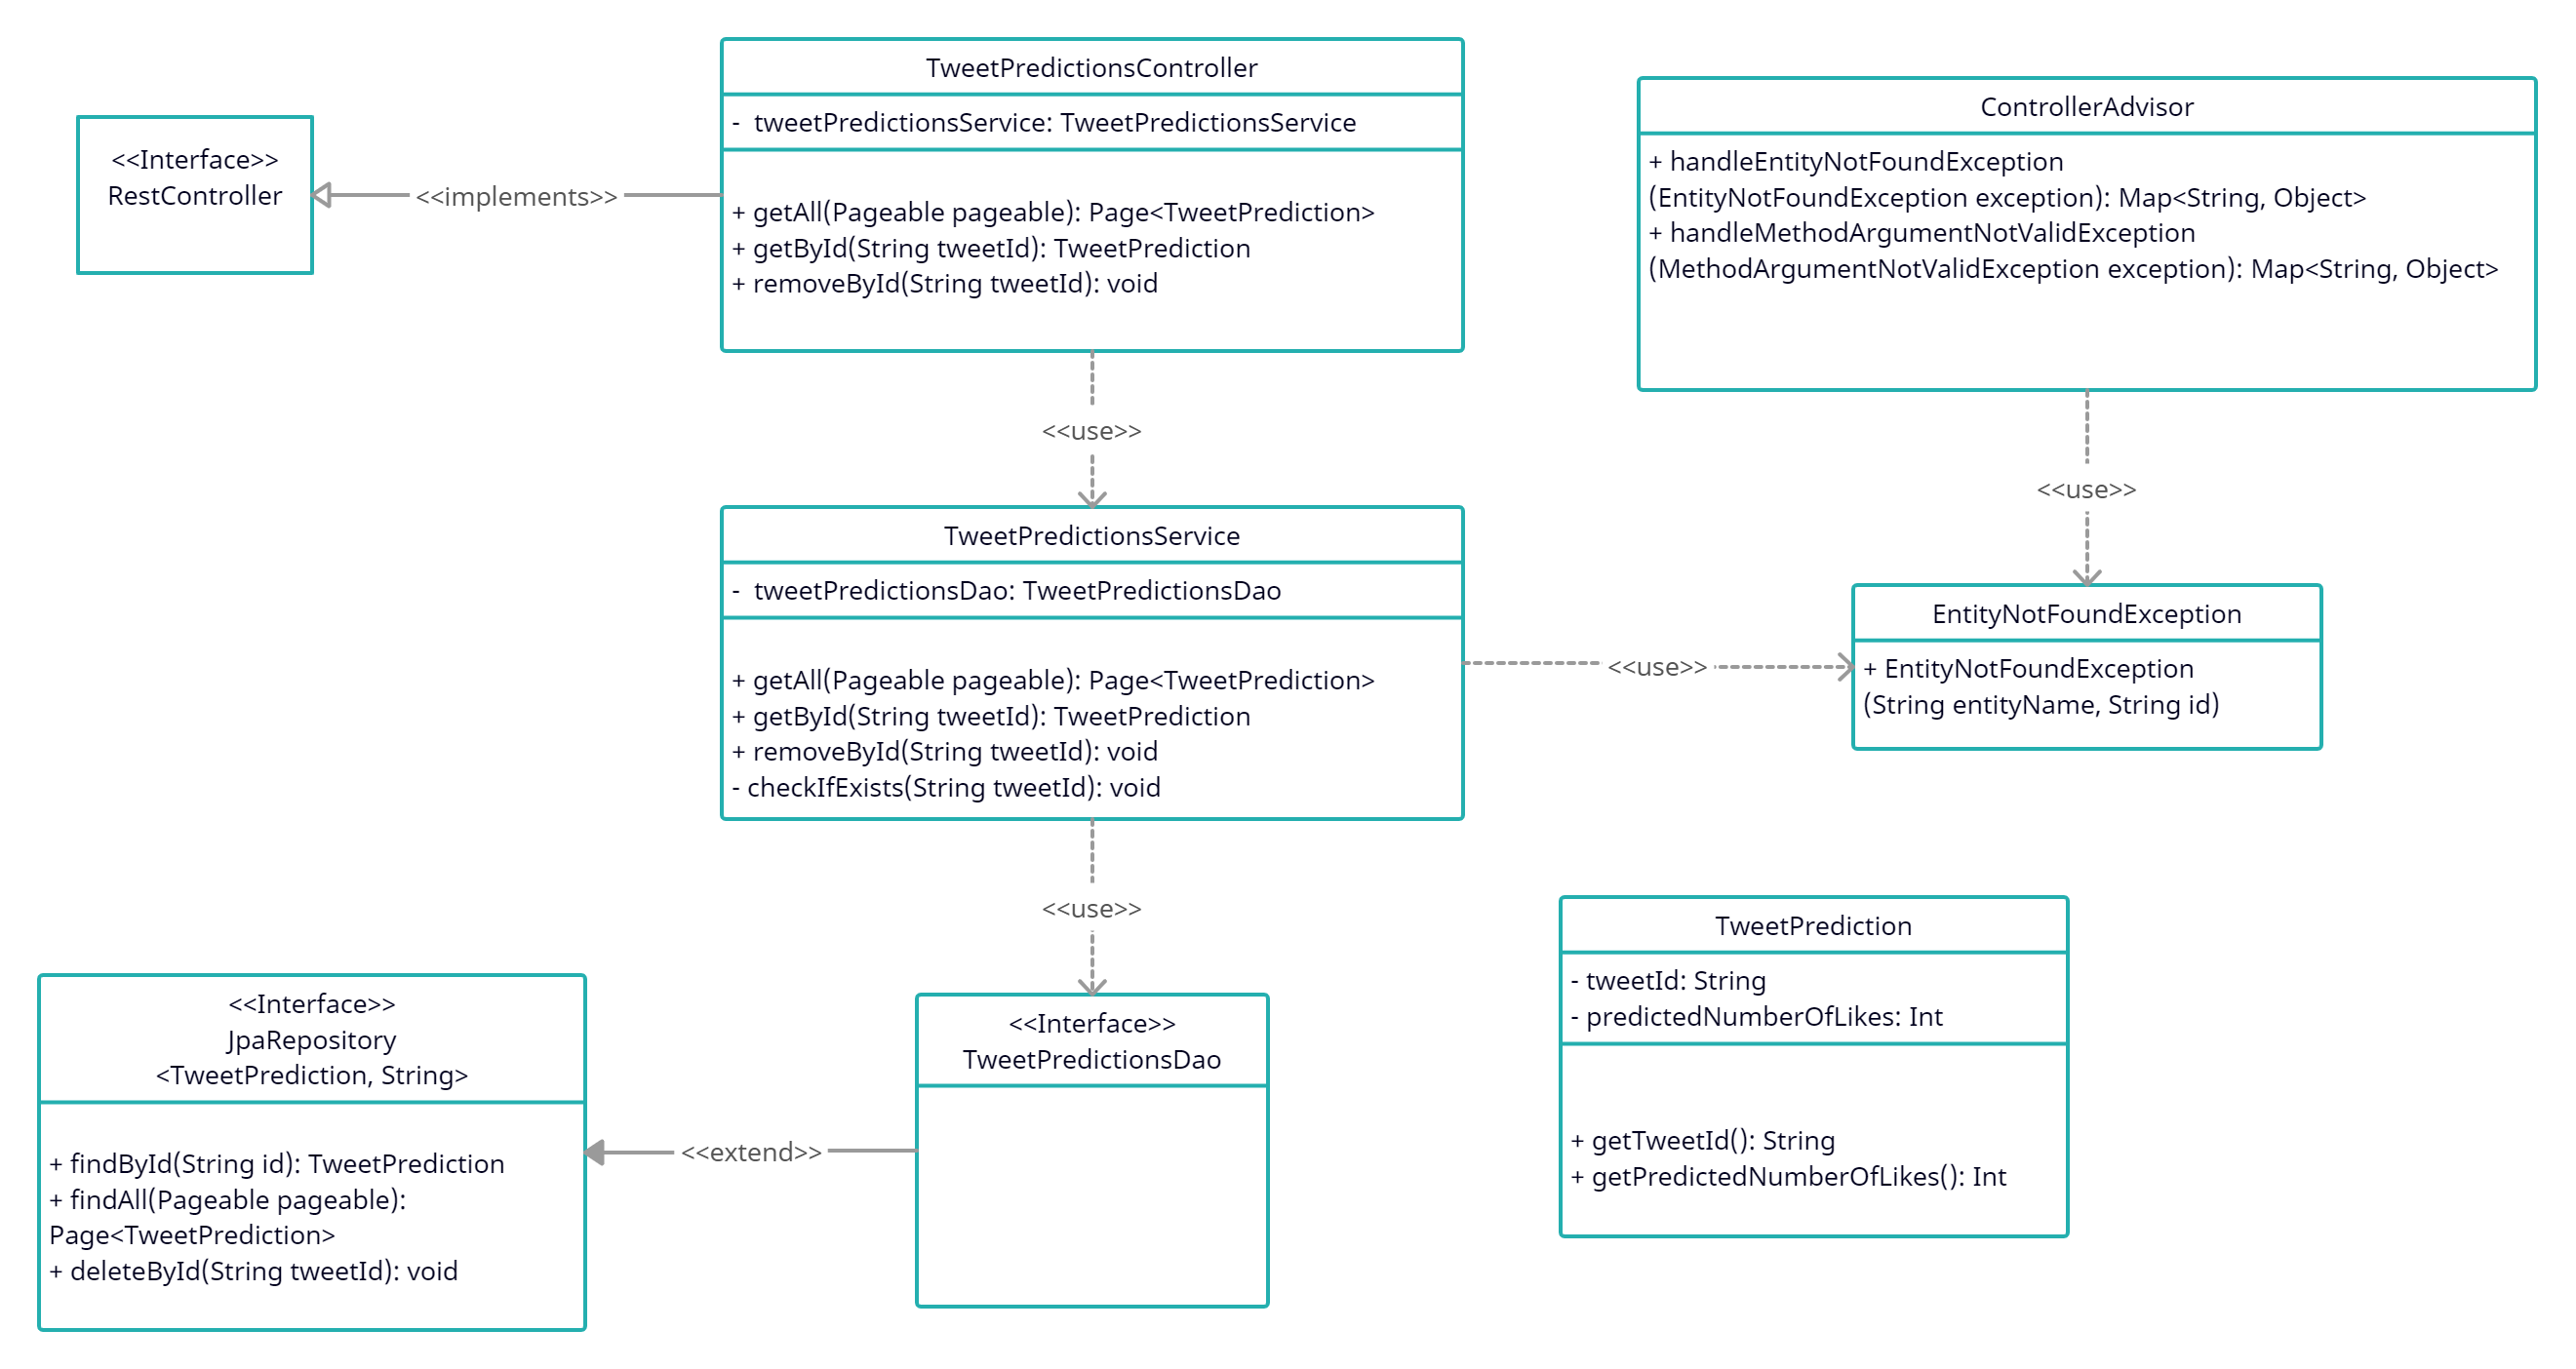 TweetPredictionsController
-  tweetPredictionsService: TweetPredictionsService
+ getAll(Pageable pageable): Page<TweetPrediction>
+ getById(String tweetId): TweetPrediction
+ removeById(String tweetId): void
<<Interface>>
RestController
<<implements>>
ControllerAdvisor
+ handleEntityNotFoundException
(EntityNotFoundException exception): Map<String, Object>
+ handleMethodArgumentNotValidException
(MethodArgumentNotValidException exception): Map<String, Object>
<<use>>
<<use>>
TweetPredictionsService
-  tweetPredictionsDao: TweetPredictionsDao
+ getAll(Pageable pageable): Page<TweetPrediction>
+ getById(String tweetId): TweetPrediction
+ removeById(String tweetId): void
- checkIfExists(String tweetId): void
<<use>>
EntityNotFoundException
+ EntityNotFoundException
(String entityName, String id)
<<use>>
TweetPrediction
- tweetId: String
- predictedNumberOfLikes: Int
+ getTweetId(): String
+ getPredictedNumberOfLikes(): Int
<<Interface>>
JpaRepository
<TweetPrediction, String>
+ findById(String id): TweetPrediction
+ findAll(Pageable pageable):
Page<TweetPrediction>
+ deleteById(String tweetId): void
<<extend>>
<<Interface>>
TweetPredictionsDao